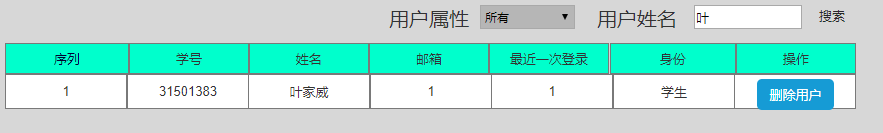 用户属性 所有 用户姓名 叶 搜索
序列 学号 姓名 邮箱 最近一次登录 身份 操作
1 31501383 叶家威 1 1 学生 删除用户